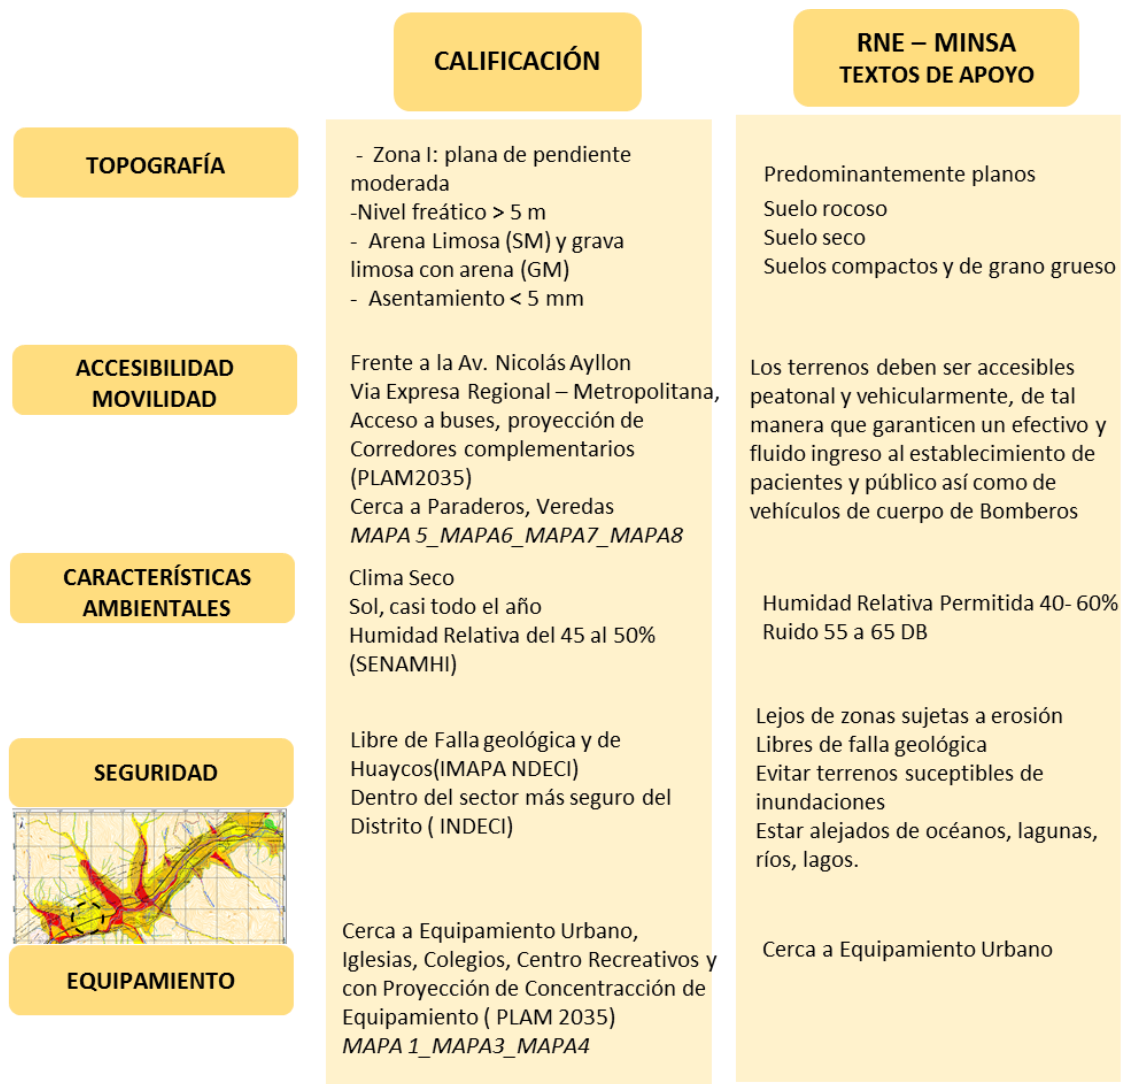 CALIFICACIÓN
RNE – MINSA
TEXTOS DE APOYO
TOPOGRAFÍA
- Zona I: plana de pendiente
moderada
-Nivel freático > 5 m
- Arena Limosa (SM) y grava
limosa con arena (GM)
- Asentamiento < 5 mm
Predominantemente planos
Suelo rocoso
Suelo seco
Suelos compactos y de grano grueso
ACCESIBILIDAD
MOVILIDAD
Frente a la Av. Nicolás Ayllon
Via Expresa Regional – Metropolitana,
Acceso a buses, proyección de
Corredores complementarios
(PLAM2035)
Cerca a Paraderos, Veredas
MAPA 5_MAPA6_MAPA7_MAPA8
Los terrenos deben ser accesibles
peatonal y vehicularmente, de tal
manera que garanticen un efectivo y
fluido ingreso al establecimiento de
pacientes y público así como de
vehículos de cuerpo de Bomberos
CARACTERÍSTICAS
AMBIENTALES
Clima Seco
Sol, casi todo el año
Humedad Relativa del 45 al 50%
(SENAMHI)
Humidad Relativa Permitida 40- 60%
Ruido 55 a 65 DB
SEGURIDAD
Libre de Falla geológica y de
Huaycos(IMAPA NDECI)
Dentro del sector más seguro del
Distrito ( INDECI)
Lejos de zonas sujetas a erosión
Libres de falla geológica
Evitar terrenos suceptibles de
inundaciones
Estar alejados de océanos, lagunas,
ríos, lagos.
EQUIPAMIENTO
Cerca a Equipamiento Urbano,
Iglesias, Colegios, Centro Recreativos y
con Proyección de Concentracción de
Equipamiento ( PLAM 2035)
MAPA 1_MAPA3_MAPA4
Cerca a Equipamiento Urbano